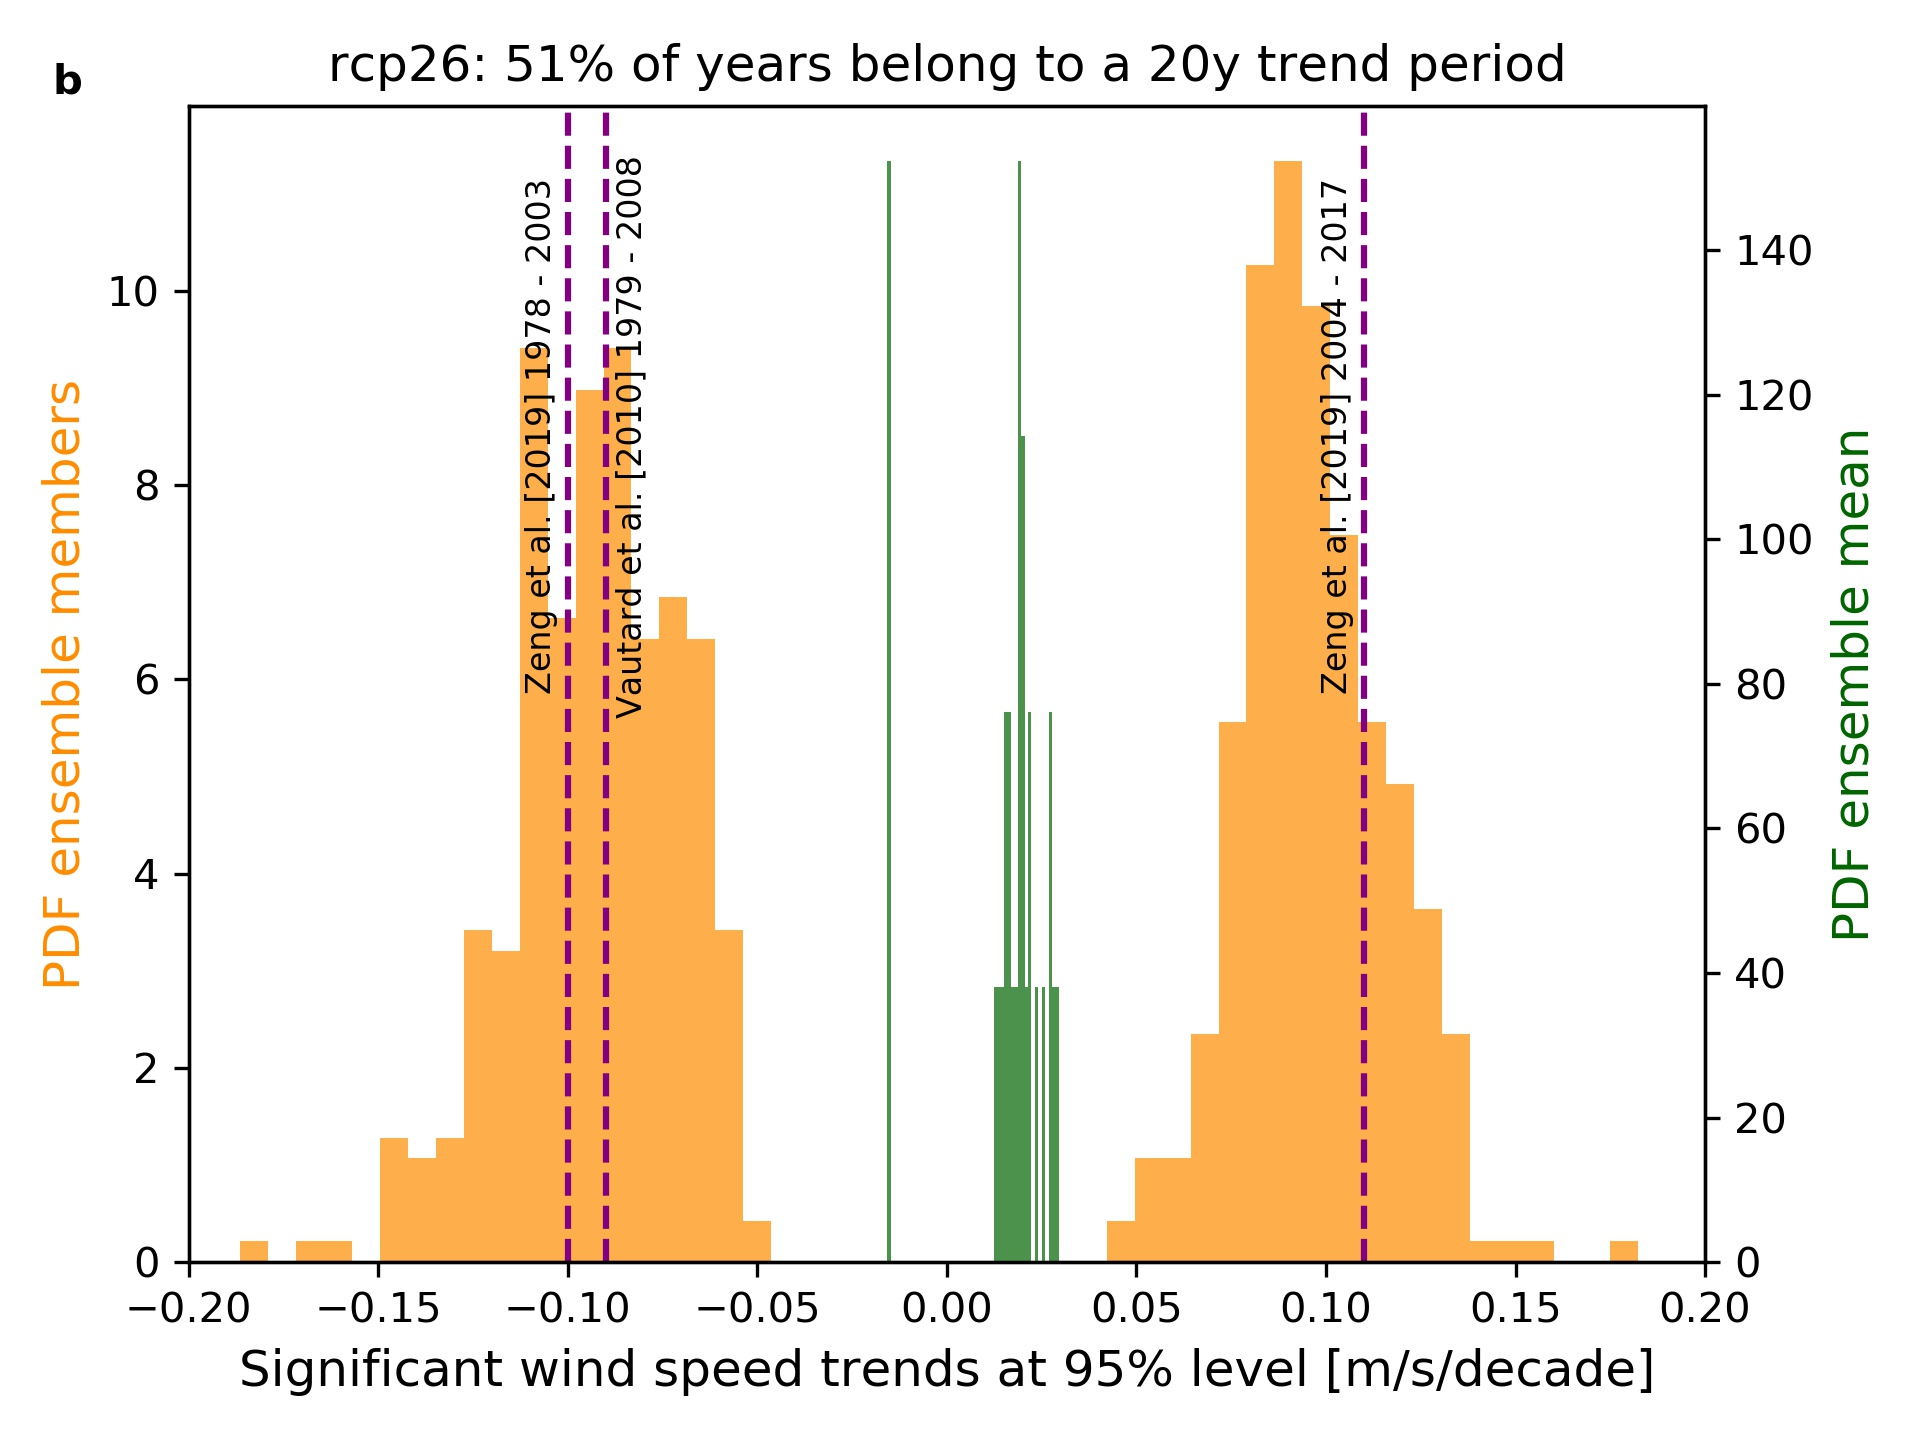 b
rcp26: 51% of years belong to a 20y trend period
PDF ensemble members
10
8
6
4
2
0
Zeng et al. [2019] 1978 - 2003
Vautard et al. [2010] 1979 - 2008
Zeng et al. [2019] 2004 - 2017
140
120
100
80
60
40
20
0
PDF ensemble mean
−0.20 −0.15 −0.10 −0.05 0.00 0.05 0.10 0.15 0.20
Significant wind speed trends at 95% level [m/s/decade]